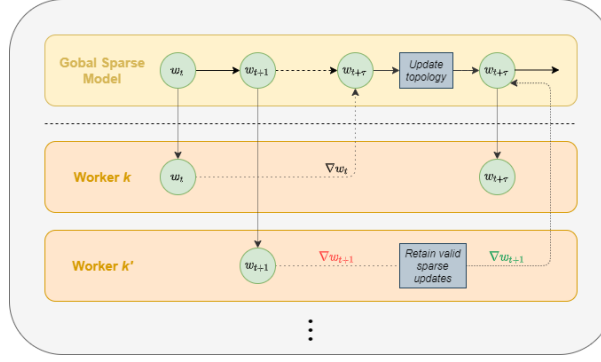 Gobal Sparse
Model
w_t
w_{t+1}
w_{t+τ}
Update
topology
w_{t+τ}
Worker k
w_t
∇w_t
w_{t+τ}
Worker k'
w_{t+1}
∇w_{t+1}
Retain valid
sparse
updates
∇w_{t+1}